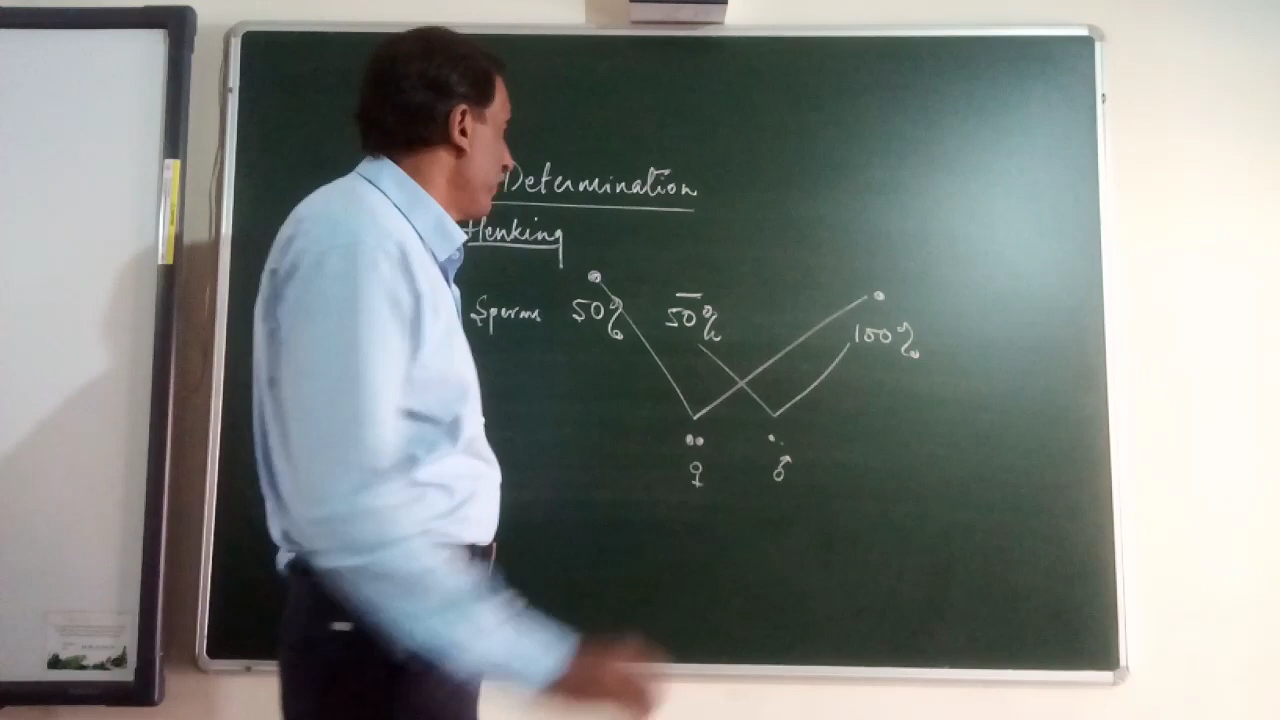 Determination
Henking
Sperms 50% 50% 100%
♀ ♂